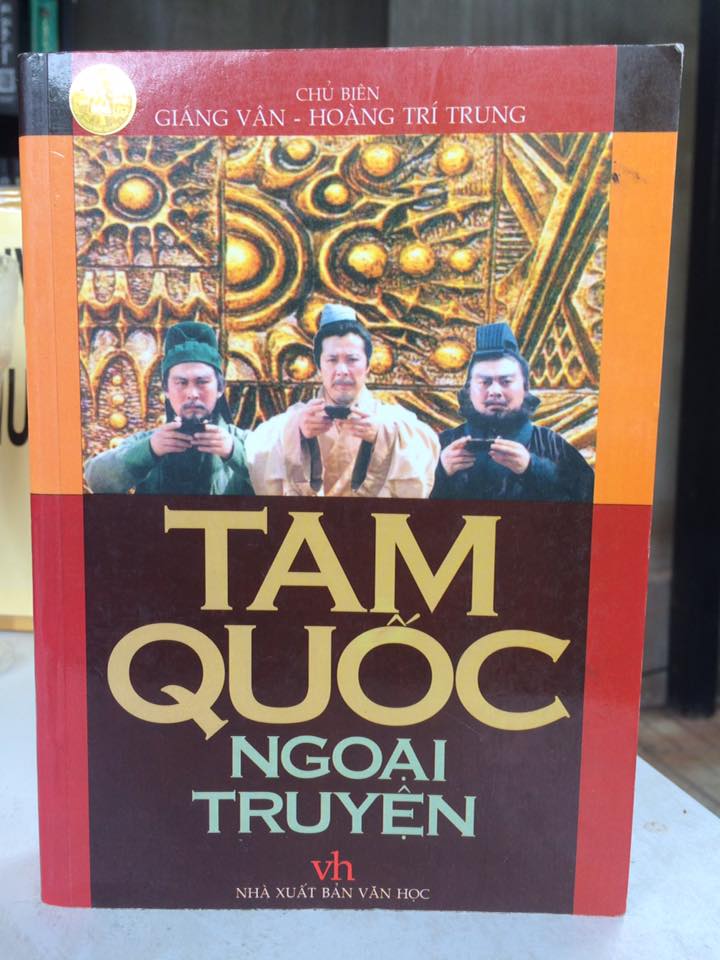 CHỦ BIÊN
GIÁNG VÂN - HOÀNG TRÍ TRUNG
TAM
QUỐC
NGOẠI
TRUYỆN
vh
NHÀ XUẤT BẢN VĂN HỌC